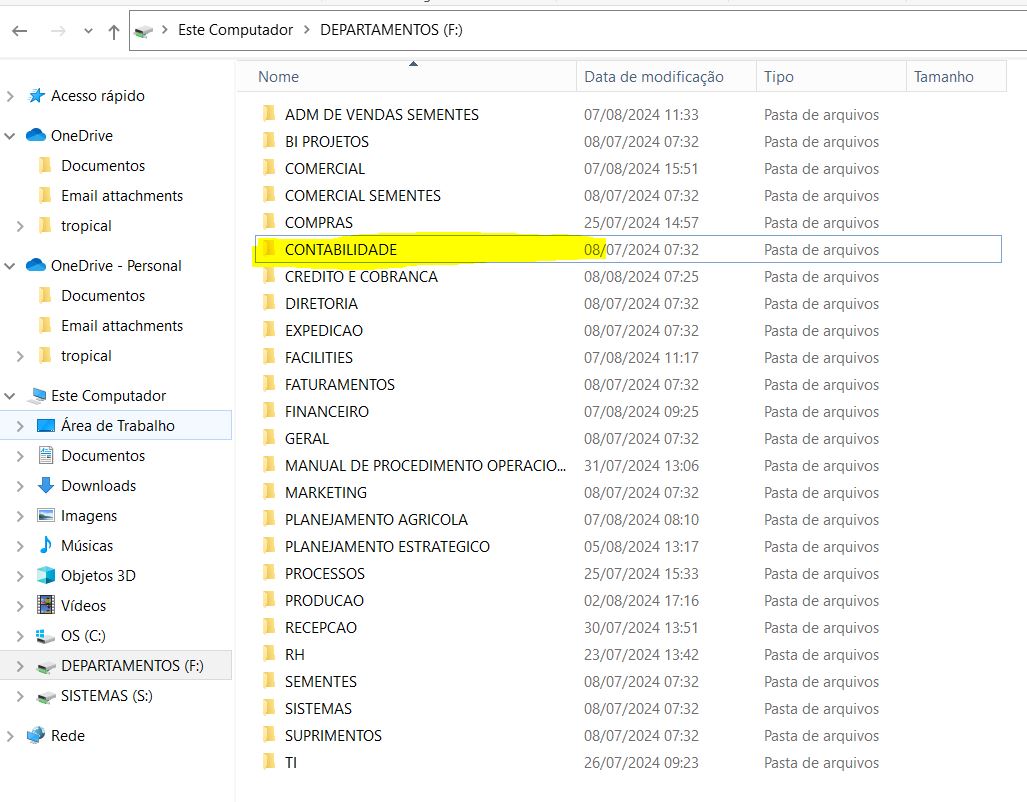 Este Computador > DEPARTAMENTOS (F:)
Acesso rápido
OneDrive
Documentos
Email attachments
tropical
OneDrive - Personal
Documentos
Email attachments
tropical
Este Computador
Área de Trabalho
Documentos
Downloads
Imagens
Músicas
Objetos 3D
Vídeos
OS (C:)
DEPARTAMENTOS (F:)
SISTEMAS (S:)
Rede
Nome Data de modificação Tipo Tamanho
ADM DE VENDAS SEMENTES 07/08/2024 11:33 Pasta de arquivos
BI PROJETOS 08/07/2024 07:32 Pasta de arquivos
COMERCIAL 07/08/2024 15:51 Pasta de arquivos
COMERCIAL SEMENTES 08/07/2024 07:32 Pasta de arquivos
COMPRAS 25/07/2024 14:57 Pasta de arquivos
CONTABILIDADE 08/07/2024 07:32 Pasta de arquivos
CREDITO E COBRANCA 08/08/2024 07:25 Pasta de arquivos
DIRETORIA 08/07/2024 07:32 Pasta de arquivos
EXPEDICAO 08/07/2024 07:32 Pasta de arquivos
FACILITIES 07/08/2024 11:17 Pasta de arquivos
FATURAMENTOS 08/07/2024 07:32 Pasta de arquivos
FINANCEIRO 07/08/2024 09:25 Pasta de arquivos
GERAL 08/07/2024 07:32 Pasta de arquivos
MANUAL DE PROCEDIMENTO OPERACIO... 31/07/2024 13:06 Pasta de arquivos
MARKETING 08/07/2024 07:32 Pasta de arquivos
PLANEJAMENTO AGRICOLA 07/08/2024 08:10 Pasta de arquivos
PLANEJAMENTO ESTRATEGICO 05/08/2024 13:17 Pasta de arquivos
PROCESSOS 25/07/2024 15:33 Pasta de arquivos
PRODUCAO 02/08/2024 17:16 Pasta de arquivos
RECEPCAO 30/07/2024 13:51 Pasta de arquivos
RH 23/07/2024 13:42 Pasta de arquivos
SEMENTES 08/07/2024 07:32 Pasta de arquivos
SISTEMAS 08/07/2024 07:32 Pasta de arquivos
SUPRIMENTOS 08/07/2024 07:32 Pasta de arquivos
TI 26/07/2024 09:23 Pasta de arquivos